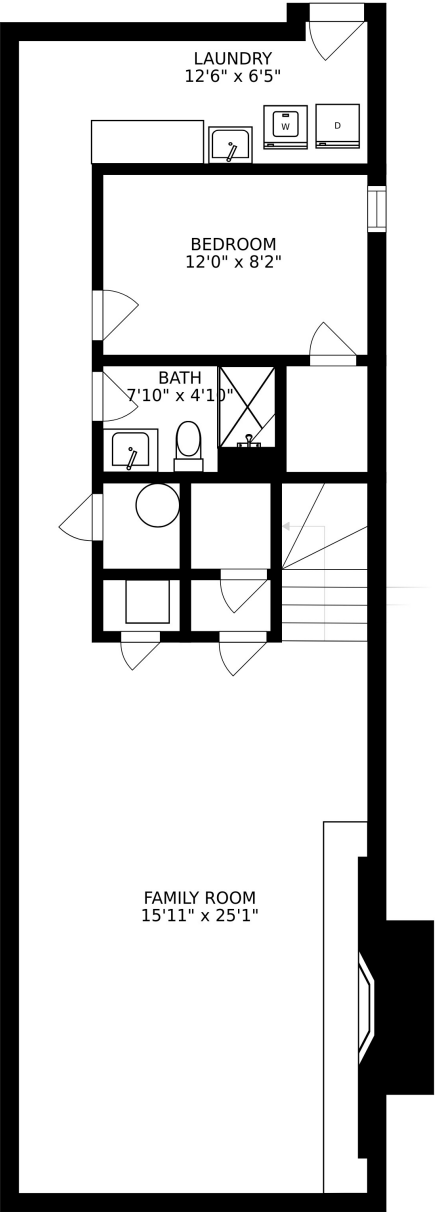 LAUNDRY
12'6" x 6'5"
W
D
BEDROOM
12'0" x 8'2"
BATH
7'10" x 4'10"
FAMILY ROOM
15'11" x 25'1"